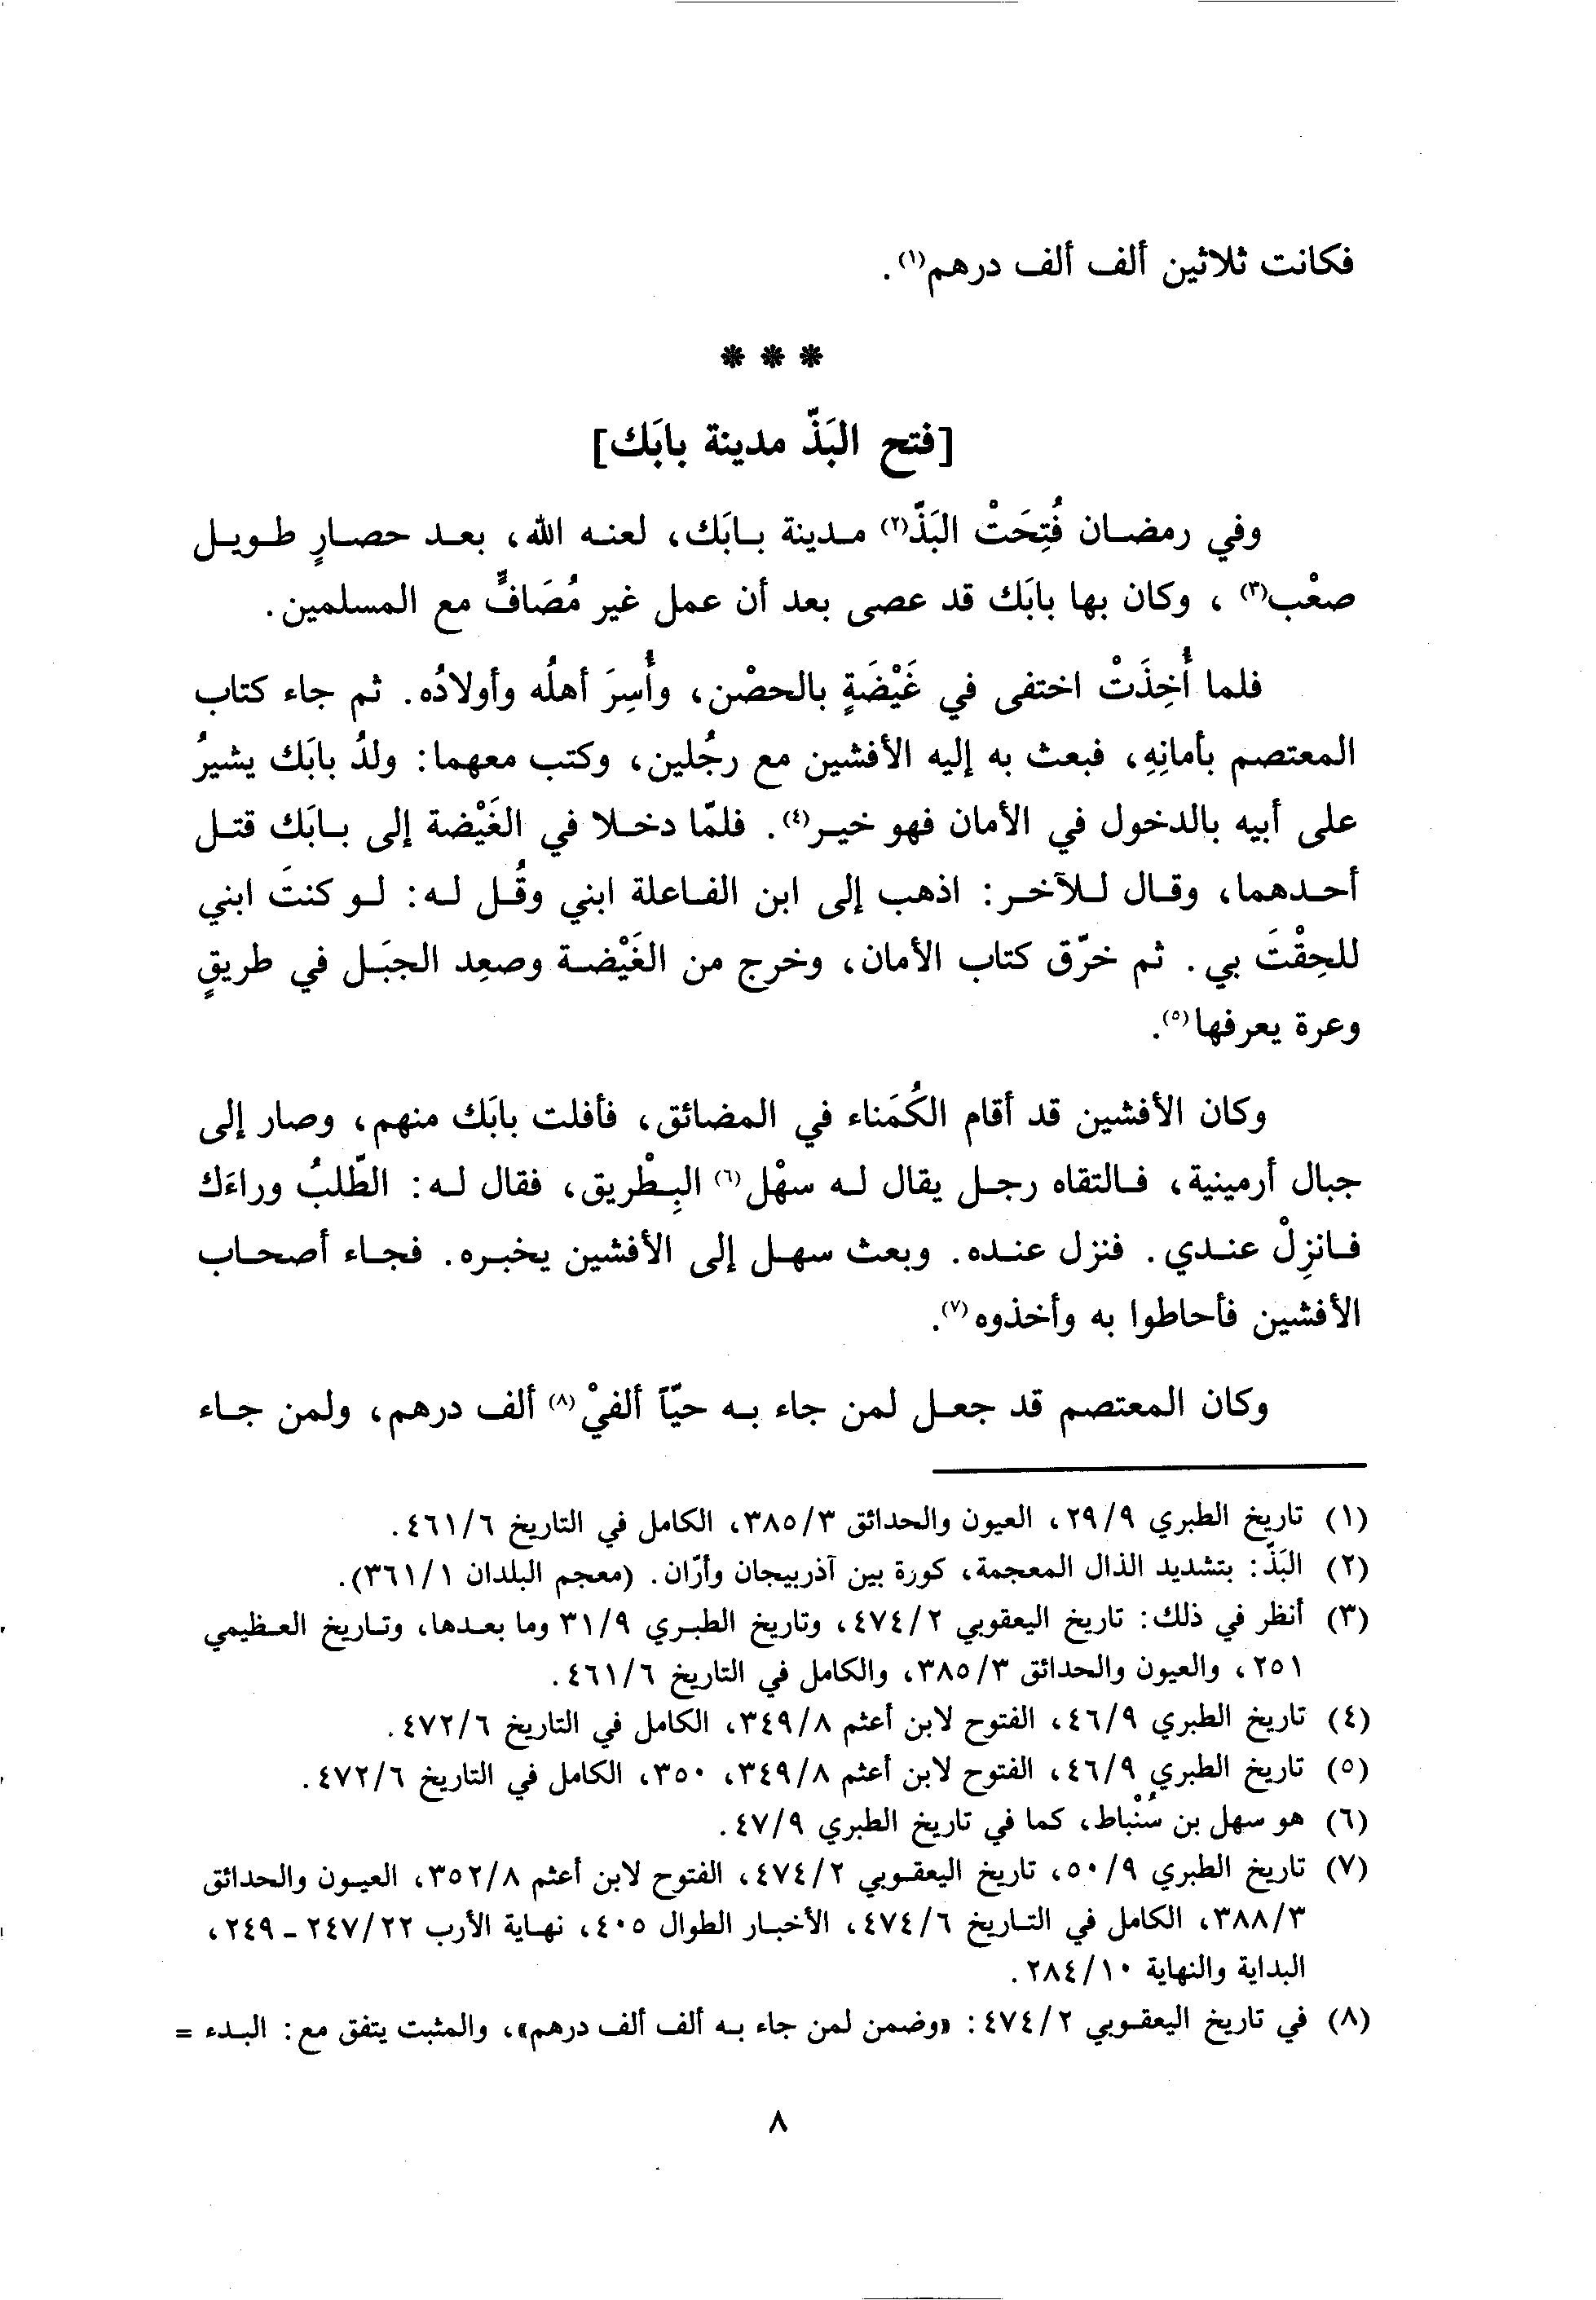 فكانت ثلاثين ألف ألف درهم(١).
* * *
[فتح البَذّ مدينة بابَك]
وفي رمضان فُتِحَتْ البَذّ(٢) مدينة بابَك، لعنه الله، بعد حصارٍ طويل
صعْب(٣) ، وكان بها بابَك قد عصى بعد أن عمل غير مُصَافٍّ مع المسلمين.
فلما أُخِذَتْ اختفى في غَيْضَةٍ بالحصْن، وأُسِرَ أهلُه وأولادُه. ثم جاء كتاب
المعتصم بأمانِهِ، فبعث به إليه الأفشين مع رجُلين، وكتب معهما: ولدُ بابَك يشيرُ
على أبيه بالدخول في الأمان فهو خير(٤). فلمّا دخلا في الغَيْضة إلى بابَك قتل
أحدهما، وقال للآخر: اذهب إلى ابن الفاعلة ابني وقُل له: لو كنتَ ابني
للحِقْتَ بي. ثم خرّق كتاب الأمان، وخرج من الغَيْضة وصعِد الجبَل في طريقٍ
وعرة يعرفها(٥).
وكان الأفشين قد أقام الكُمَناء في المضائق، فأفلت بابَك منهم، وصار إلى
جبال أرمينية، فالتقاه رجل يقال له سهْل(٦) البِطْريق، فقال له: الطّلبُ وراءَك
فانزِلْ عندي. فنزل عنده. وبعث سهل إلى الأفشين يخبره. فجاء أصحاب
الأفشين فأحاطوا به وأخذوه(٧).
وكان المعتصم قد جعل لمن جاء به حيّاً ألفيْ(٨) ألف درهم، ولمن جاء
(١) تاريخ الطبري ٢٩/٩، العيون والحدائق ٣٨٥/٣، الكامل في التاريخ ٤٦١/٦.
(٢) البَذّ: بتشديد الذال المعجمة، كورة بين آذربيجان وأرّان. (معجم البلدان ٣٦١/١).
(٣) أنظر في ذلك: تاريخ اليعقوبي ٤٧٤/٢، وتاريخ الطبري ٣١/٩ وما بعدها، وتاريخ العظيمي
٢٥١، والعيون والحدائق ٣٨٥/٣، والكامل في التاريخ ٤٦١/٦.
(٤) تاريخ الطبري ٤٦/٩، الفتوح لابن أعثم ٣٤٩/٨، الكامل في التاريخ ٤٧٢/٦.
(٥) تاريخ الطبري ٤٦/٩، الفتوح لابن أعثم ٣٤٩/٨، ٣٥٠، الكامل في التاريخ ٤٧٢/٦.
(٦) هو سهل بن سُنْباط، كما في تاريخ الطبري ٤٧/٩.
(٧) تاريخ الطبري ٥٠/٩، تاريخ اليعقوبي ٤٧٤/٢، الفتوح لابن أعثم ٣٥٢/٨، العيون والحدائق
٣٨٨/٣، الكامل في التاريخ ٤٧٤/٦، الأخبار الطوال ٤٠٥، نهاية الأرب ٢٤٧/٢٢ - ٢٤٩،
البداية والنهاية ٢٨٤/١٠.
(٨) في تاريخ اليعقوبي ٤٧٤/٢: «وضمن لمن جاء به ألف ألف درهم»، والمثبت يتفق مع: البدء =
٨